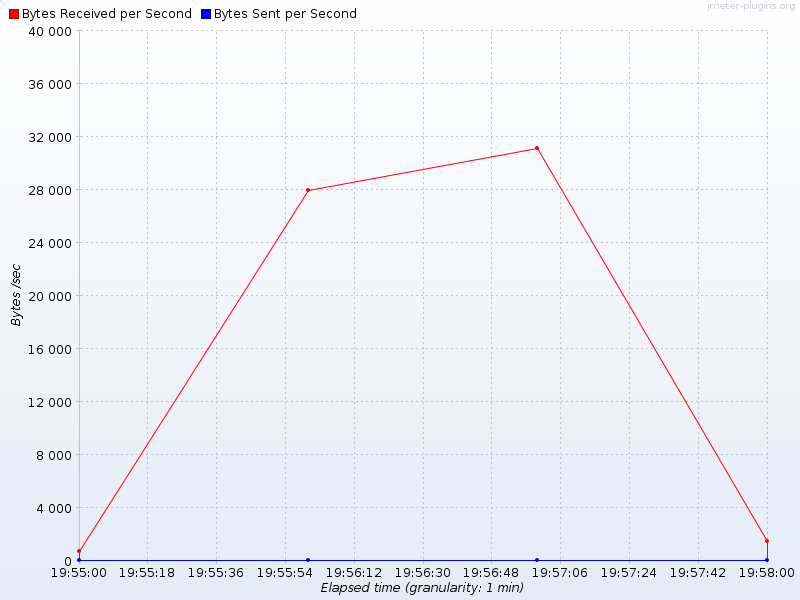 jmeter-plugins.org
Bytes Received per Second Bytes Sent per Second
40 000
36 000
32 000
28 000
24 000
20 000
16 000
12 000
8 000
4 000
0
Bytes /sec
19:55:00 19:55:18 19:55:36 19:55:54 19:56:12 19:56:30 19:56:48 19:57:06 19:57:24 19:57:42 19:58:00
Elapsed time (granularity: 1 min)